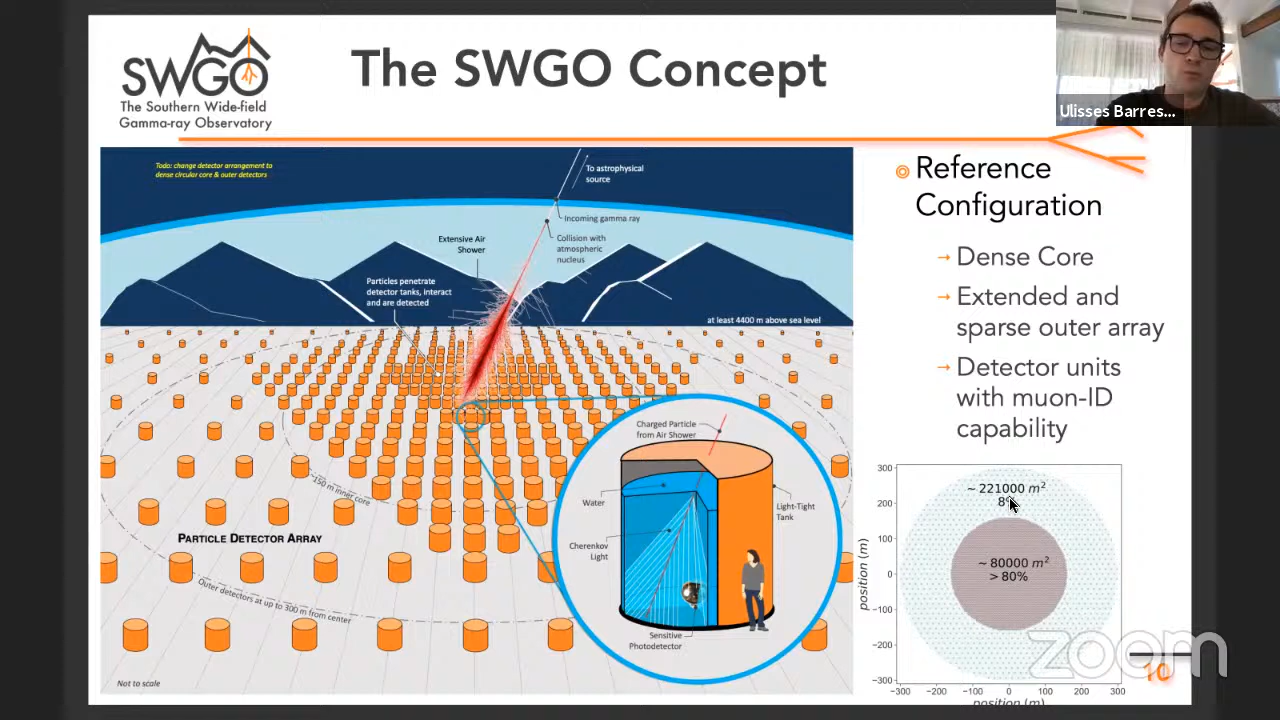 SWGO
The Southern Wide-field
Gamma-ray Observatory
The SWGO Concept
Ulisses Barres...
Todo: change detector arrangement to
dense circular core & outer detectors
To astrophysical
source
Incoming gamma ray
Collision with
atmospheric
nucleus
Extensive Air
Shower
Particles penetrate
detector tanks, interact
and are detected
at least 4400 m above sea level
150 m inner core
PARTICLE DETECTOR ARRAY
Outer detectors at up to 300 m from center
Charged Particle
from Air Shower
Water
Light-Tight
Tank
Cherenkov
Light
Sensitive
Photodetector
Not to scale
Reference
Configuration
→ Dense Core
→ Extended and
sparse outer array
→ Detector units
with muon-ID
capability
300
200
100
0
−100
−200
−300
position (m)
~ 221000 m²
8%
~ 80000 m²
> 80%
−300 −200 −100 0 100 200 300
position (m)
zoom
10